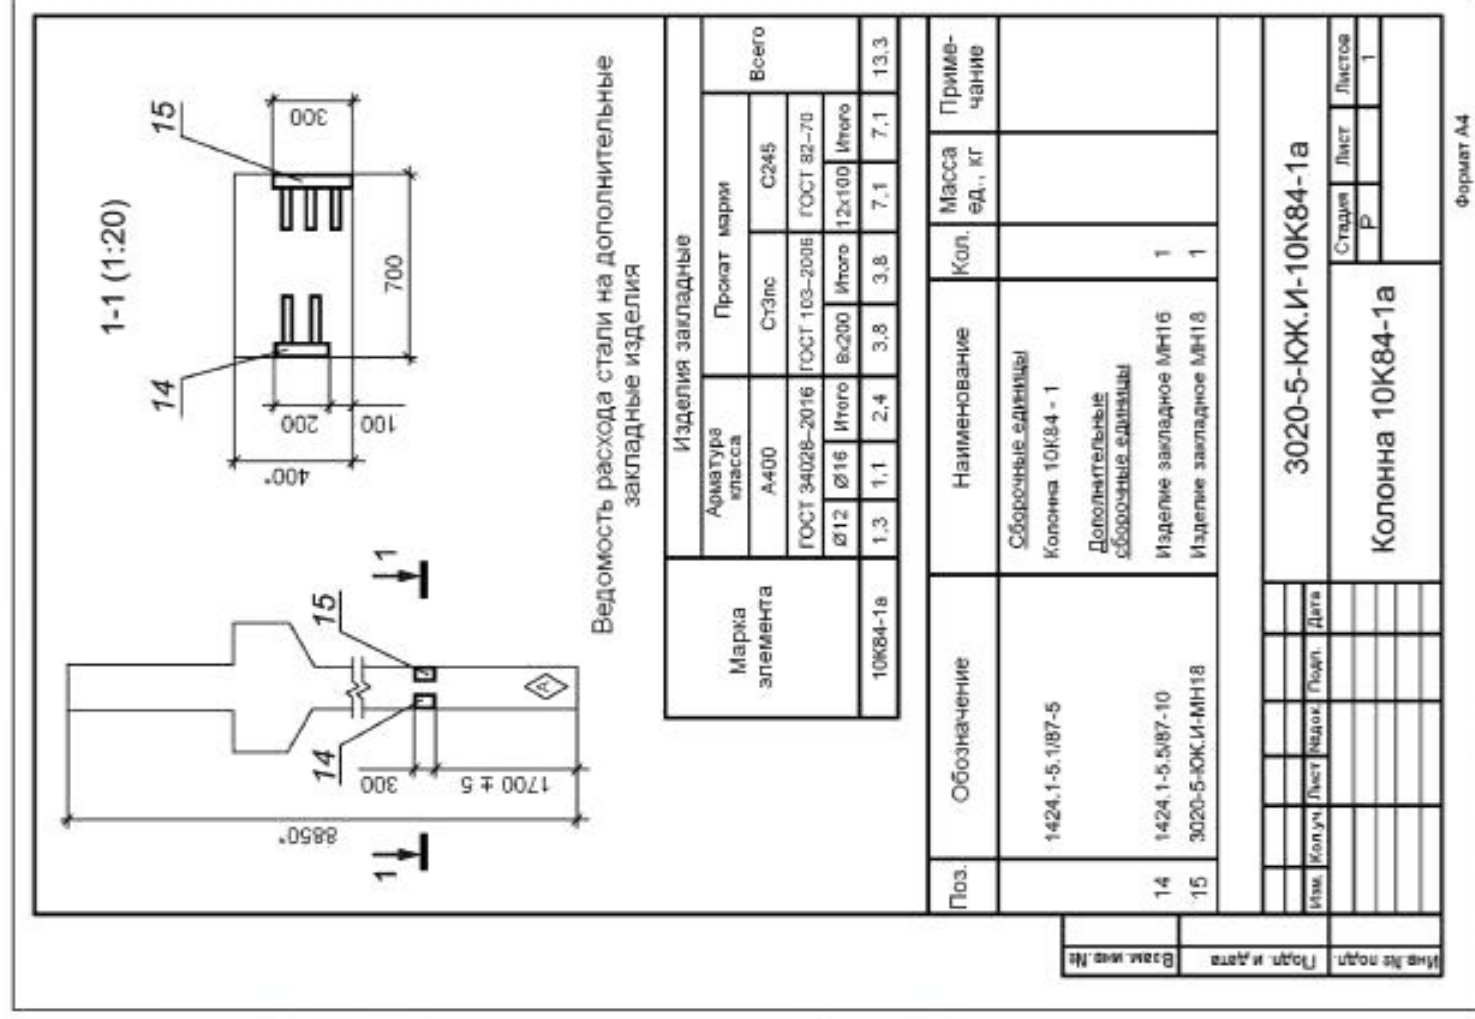 1-1 (1:20)
8850*
1700 ± 5
300
14
15
1
1
14
15
400*
200
100
300
700
Ведомость расхода стали на дополнительные
закладные изделия
Марка
элемента
Изделия закладные
Арматура
класса
Прокат марки
Всего
А400
Ст3пс
С245
ГОСТ 34028–2016
ГОСТ 103–2006
ГОСТ 82–70
Ø12 Ø16 Итого 8х200 Итого 12х100 Итого
10К84-1а 1,3 1,1 2,4 3,8 3,8 7,1 7,1 13,3
Поз. Обозначение Наименование Кол. Масса
ед., кг Приме-
чание
Сборочные единицы
1424.1-5.1/87-5 Колонна 10К84 - 1
Дополнительные
сборочные единицы
14 1424.1-5.5/87-10 Изделие закладное МН16 1
15 3020-5-КЖ.И-МН18 Изделие закладное МН18 1
3020-5-КЖ.И-10К84-1а
Изм. Кол.уч. Лист №док. Подп. Дата
Колонна 10К84-1а
Стадия Лист Листов
Р 1
Взам. инв. №
Подп. и дата
Инв. № подл.
Формат А4